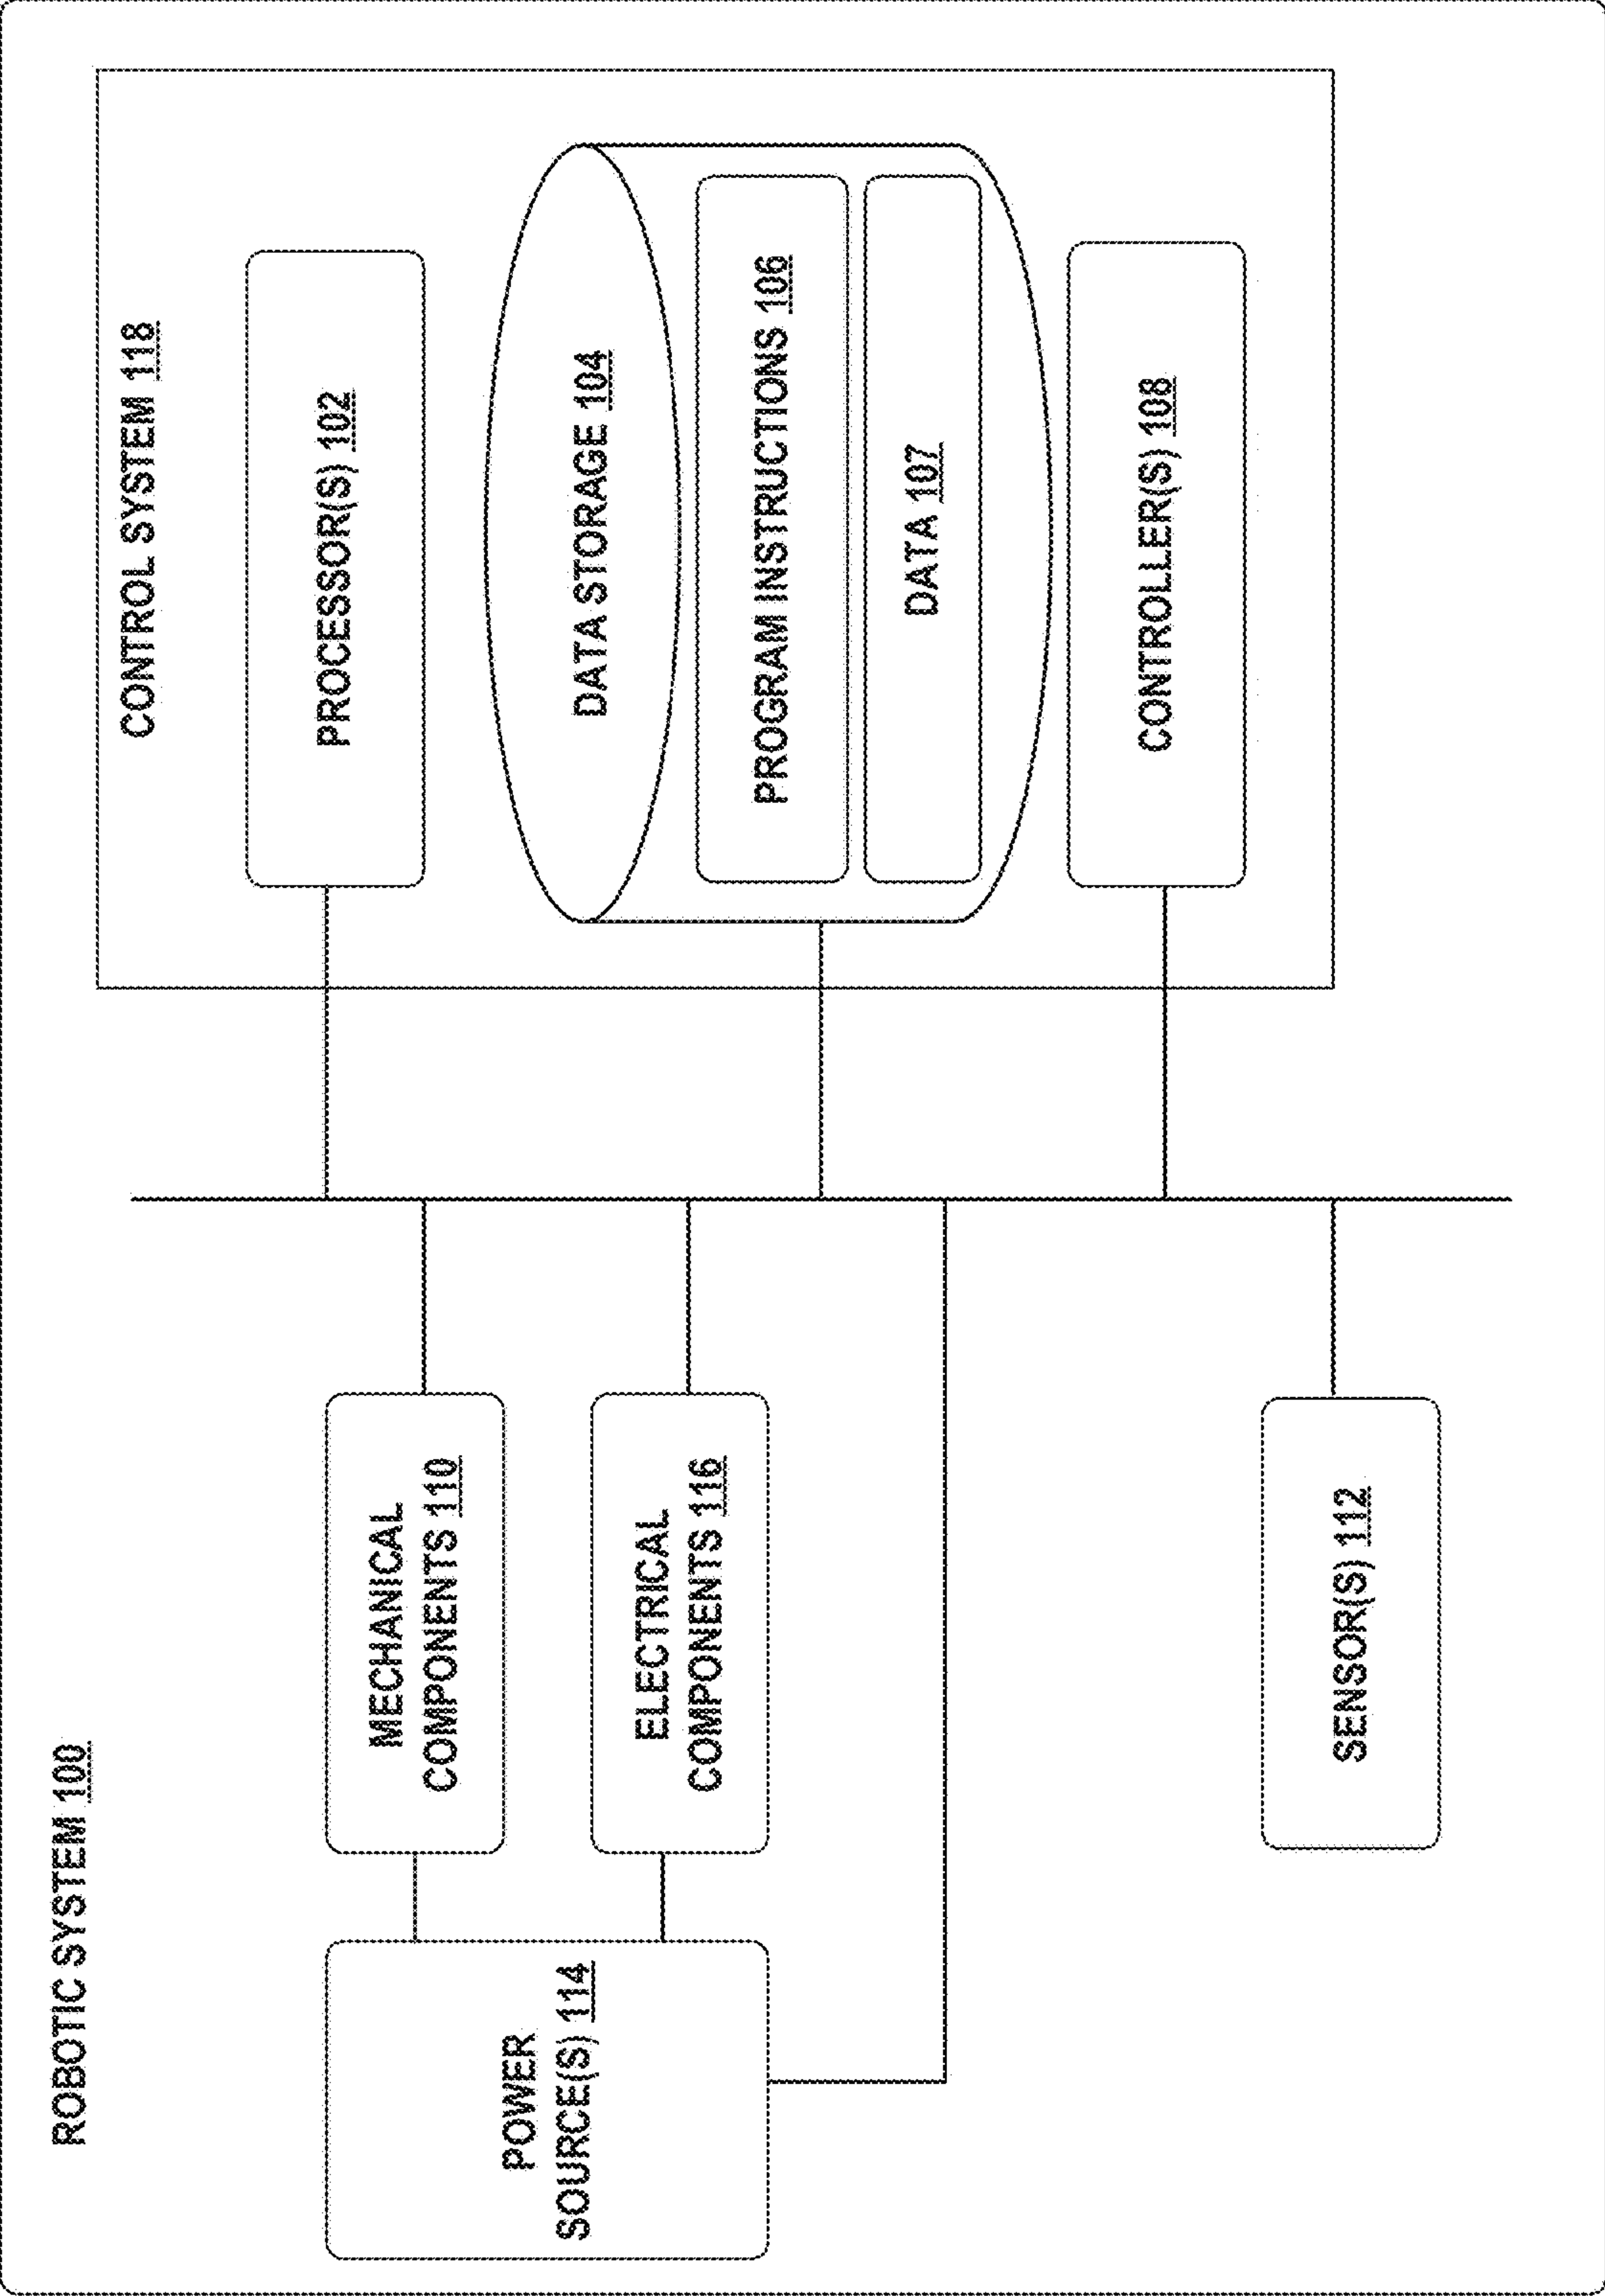 ROBOTIC SYSTEM 100
POWER
SOURCE(S) 114
MECHANICAL
COMPONENTS 110
ELECTRICAL
COMPONENTS 116
SENSOR(S) 112
CONTROL SYSTEM 118
PROCESSOR(S) 102
DATA STORAGE 104
PROGRAM INSTRUCTIONS 106
DATA 107
CONTROLLER(S) 108